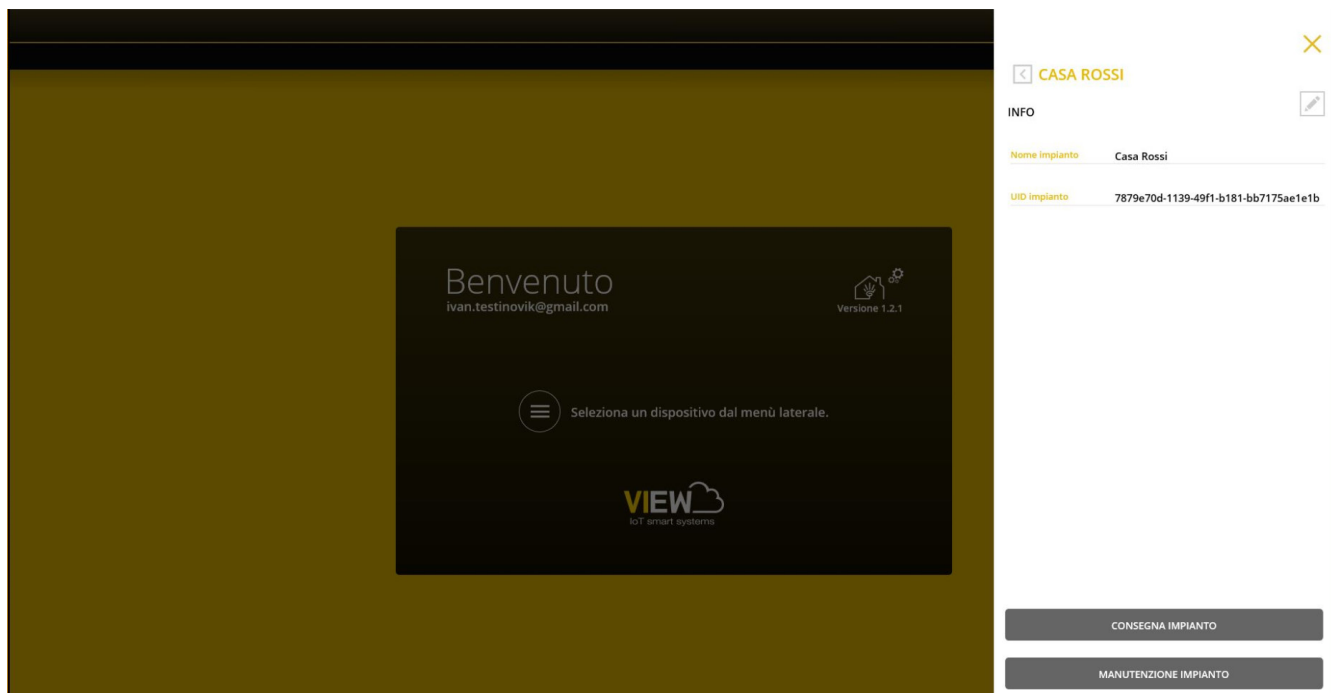 CASA ROSSI
INFO
Nome impianto Casa Rossi
UID impianto 7879e70d-1139-49f1-b181-bb7175ae1e1b
Benvenuto
ivan.testinovik@gmail.com
Versione 1.2.1
Seleziona un dispositivo dal menù laterale.
VIEW
IoT smart systems
CONSEGNA IMPIANTO
MANUTENZIONE IMPIANTO